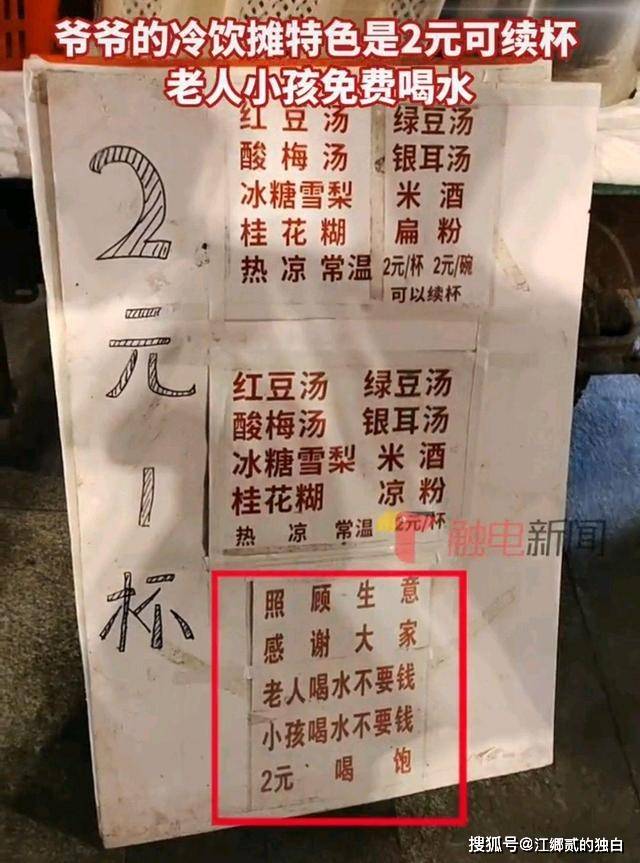 爷爷的冷饮摊特色是2元可续杯
老人小孩免费喝水
2元1杯
红豆汤 绿豆汤
酸梅汤 银耳汤
冰糖雪梨 米酒
桂花糊 扁粉
热 凉 常温 2元/杯 2元/碗
可以续杯
红豆汤 绿豆汤
酸梅汤 银耳汤
冰糖雪梨 米酒
桂花糊 凉粉
热 凉 常温 2元/杯
触电新闻
照顾生意
感谢大家
老人喝水不要钱
小孩喝水不要钱
2元 喝饱
搜狐号@江鄉贰的独白